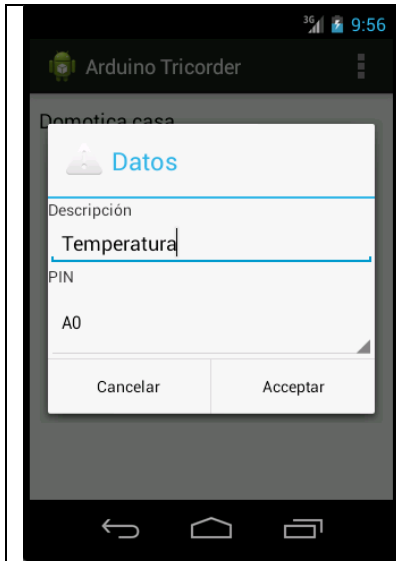 3G 9:56
Arduino Tricorder
Domotica casa
Datos
Descripción
Temperatura
PIN
A0
Cancelar Acceptar